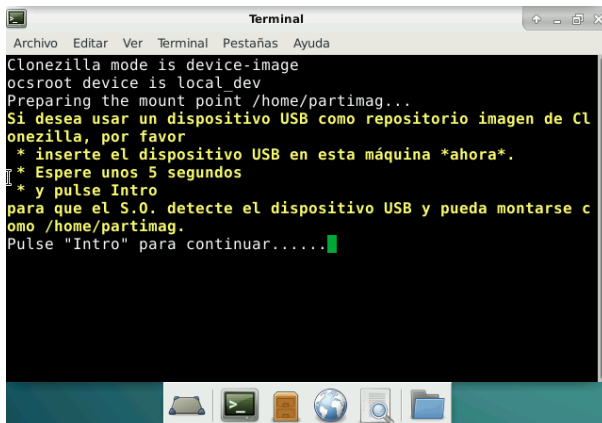 Terminal
Archivo Editar Ver Terminal Pestañas Ayuda
Clonezilla mode is device-image
ocsroot device is local_dev
Preparing the mount point /home/partimag...
Si desea usar un dispositivo USB como repositorio imagen de Cl
onezilla, por favor
* inserte el dispositivo USB en esta máquina *ahora*.
* Espere unos 5 segundos
* y pulse Intro
para que el S.O. detecte el dispositivo USB y pueda montarse c
omo /home/partimag.
Pulse "Intro" para continuar......